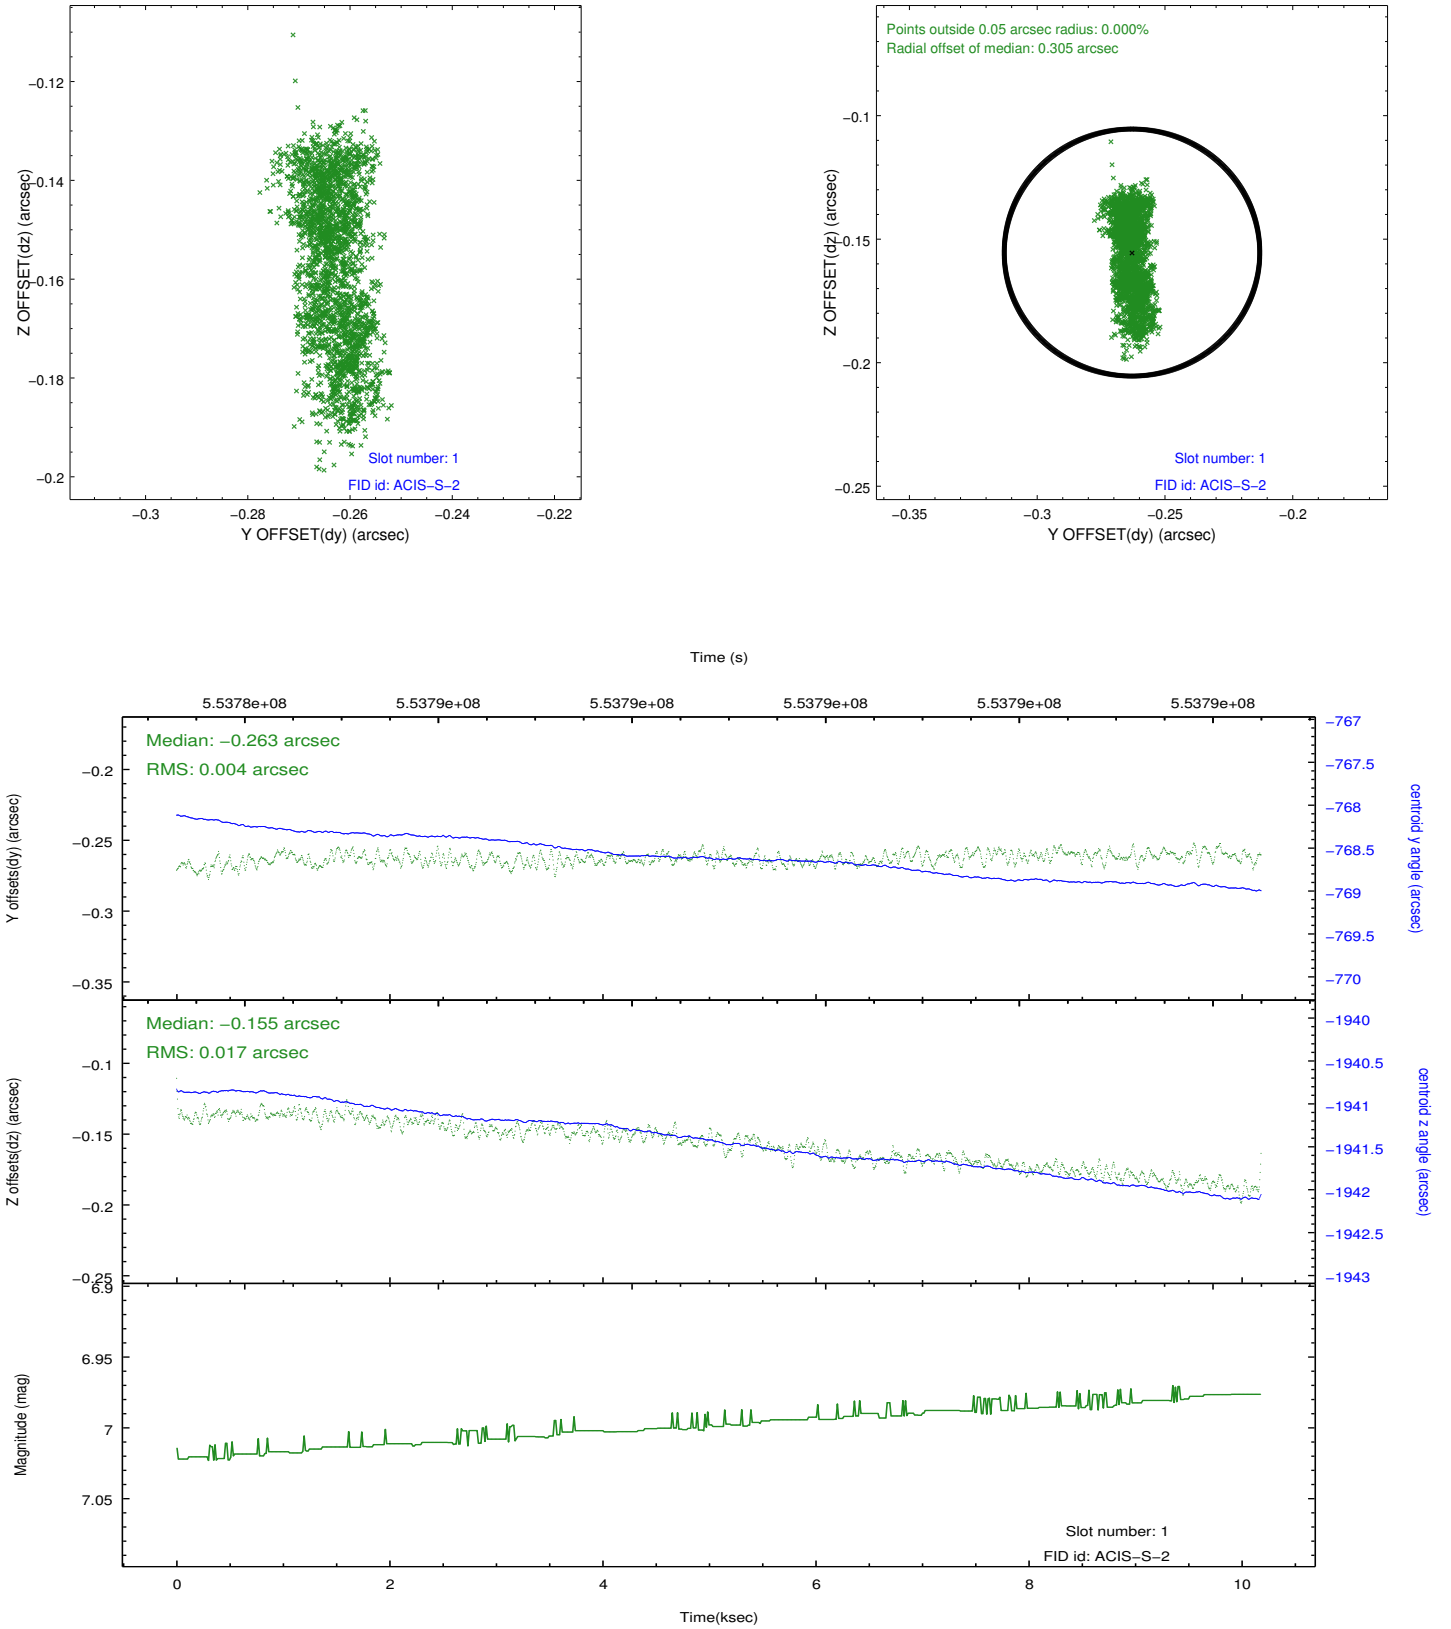 −0.12
−0.14
−0.16
−0.18
−0.2
Z OFFSET(dz) (arcsec)
Slot number: 1
FID id: ACIS−S−2
−0.3
−0.28
−0.26
−0.24
−0.22
Y OFFSET(dy) (arcsec)
Points outside 0.05 arcsec radius: 0.000%
Radial offset of median: 0.305 arcsec
−0.1
−0.15
−0.2
−0.25
Z OFFSET(dz) (arcsec)
Slot number: 1
FID id: ACIS−S−2
−0.35
−0.3
−0.25
−0.2
Y OFFSET(dy) (arcsec)
Time (s)
5.5378e+08
5.5379e+08
5.5379e+08
5.5379e+08
5.5379e+08
5.5379e+08
Median: −0.263 arcsec
RMS: 0.004 arcsec
−0.2
−0.25
−0.3
−0.35
Y offsets(dy) (arcsec)
−767
−767.5
−768
−768.5
−769
−769.5
−770
centroid y angle (arcsec)
Median: −0.155 arcsec
RMS: 0.017 arcsec
−0.1
−0.15
−0.2
−0.25
Z offsets(dz) (arcsec)
−1940
−1940.5
−1941
−1941.5
−1942
−1942.5
−1943
centroid z angle (arcsec)
6.9
6.95
7
7.05
Magnitude (mag)
Slot number: 1
FID id: ACIS−S−2
0
2
4
6
8
10
Time(ksec)